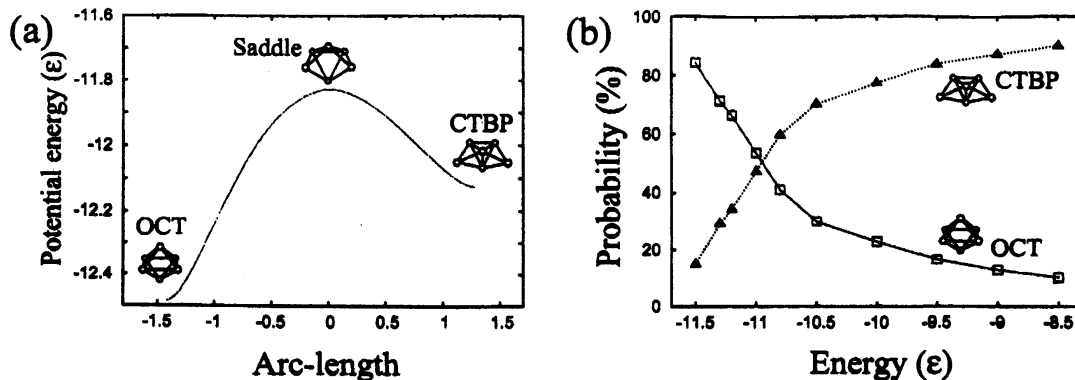 (a)
Potential energy (ε)
-11.6
-11.8
-12
-12.2
-12.4
Saddle
CTBP
OCT
-1.5
-1
-0.5
0
0.5
1
1.5
Arc-length
(b)
Probability (%)
100
80
60
40
20
0
CTBP
OCT
-11.5
-11
-10.5
-10
-9.5
-9
-8.5
Energy (ε)